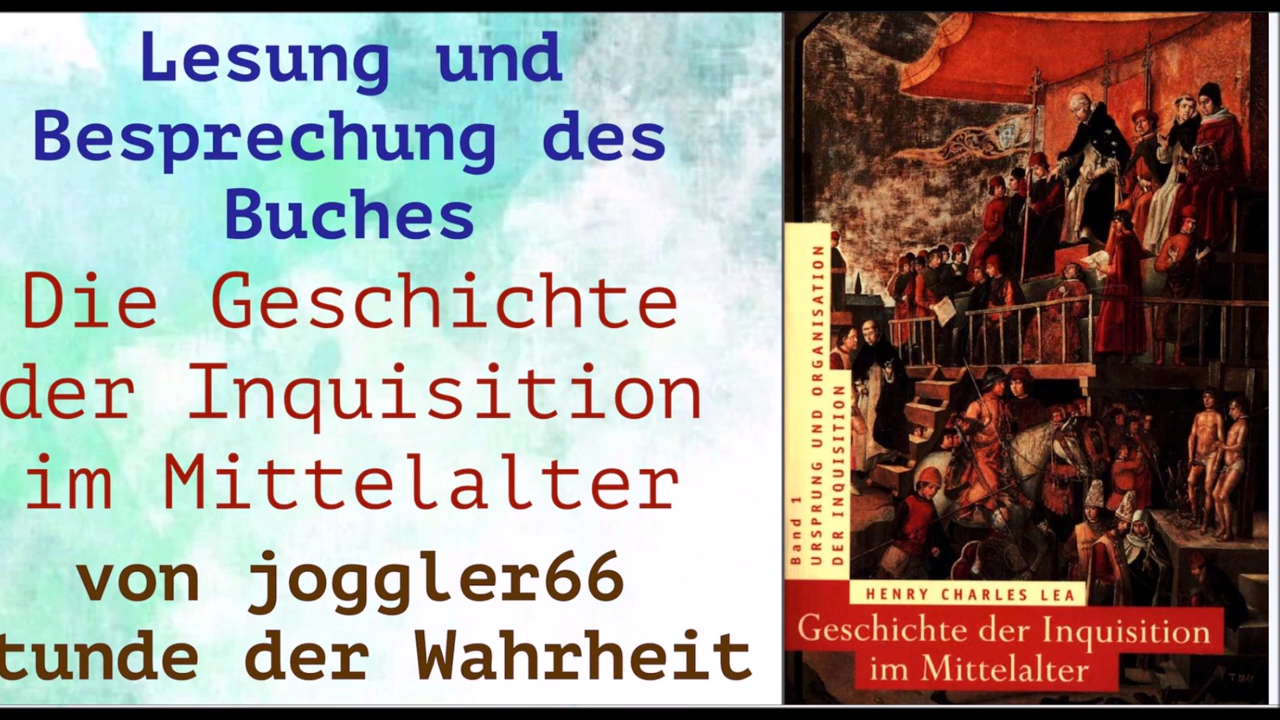 Lesung und
Besprechung des
Buches
Die Geschichte
der Inquisition
im Mittelalter
von joggler66
tunde der Wahrheit
Band 1
URSPRUNG UND ORGANISATION
DER INQUISITION
HENRY CHARLES LEA
Geschichte der Inquisition
im Mittelalter